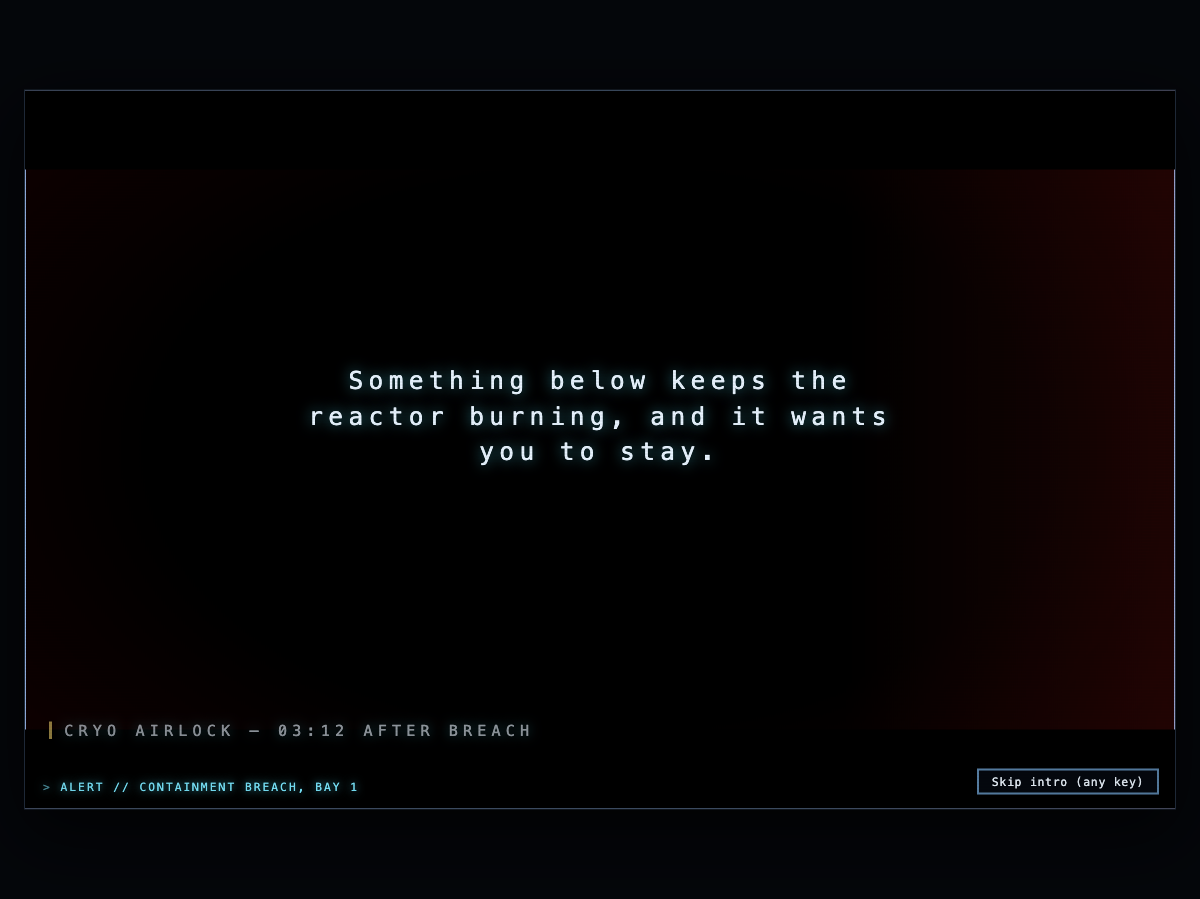 Something below keeps the
reactor burning, and it wants
you to stay.
CRYO AIRLOCK — 03:12 AFTER BREACH
> ALERT // CONTAINMENT BREACH, BAY 1
Skip intro (any key)